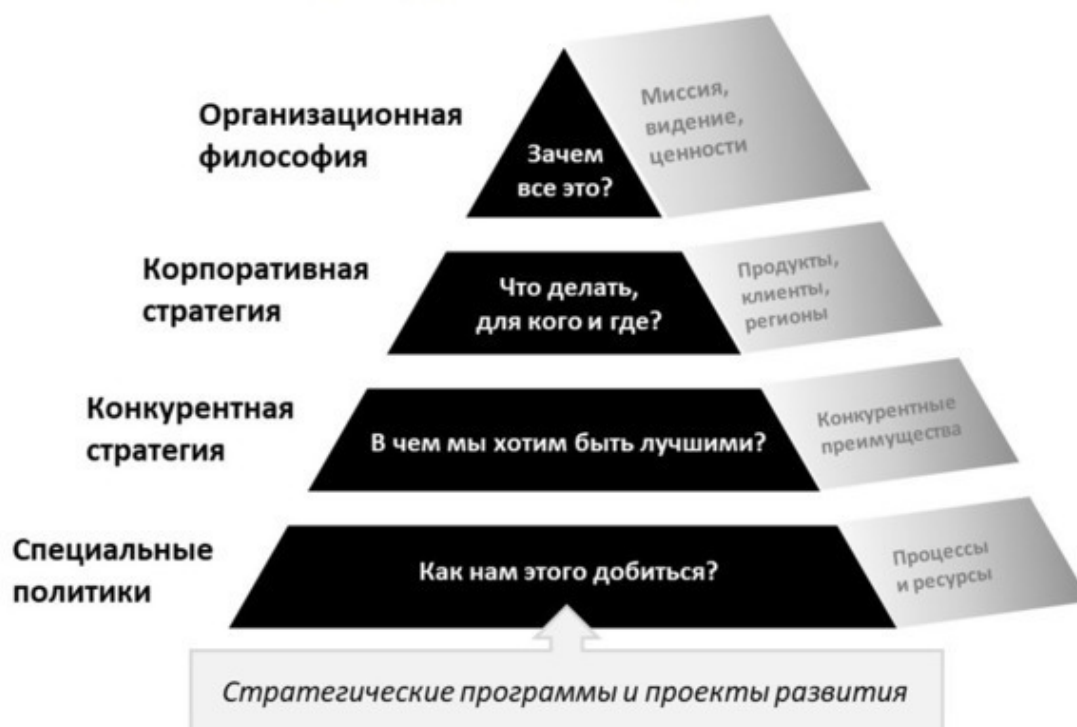 Организационная
философия
Зачем
все это?
Миссия,
видение,
ценности
Корпоративная
стратегия
Что делать,
для кого и где?
Продукты,
клиенты,
регионы
Конкурентная
стратегия
В чем мы хотим быть лучшими?
Конкурентные
преимущества
Специальные
политики
Как нам этого добиться?
Процессы
и ресурсы
Стратегические программы и проекты развития